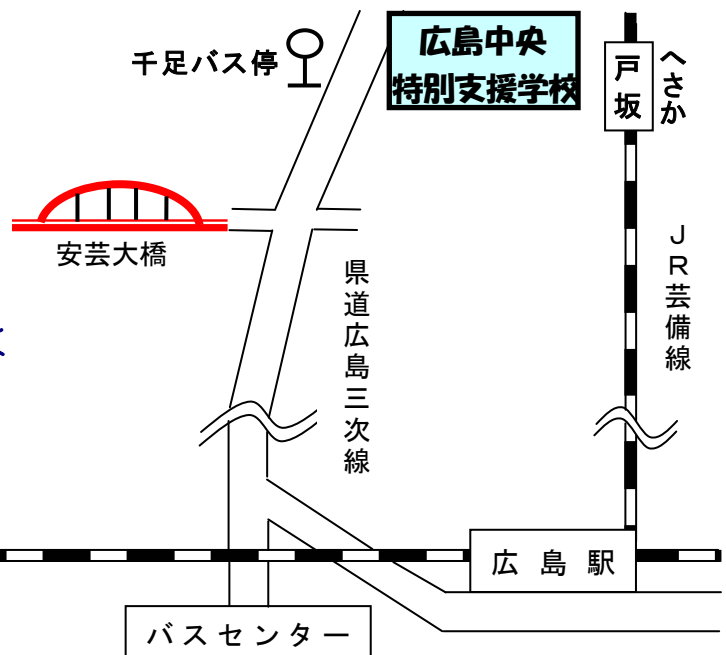 広島中央
特別支援学校
千足バス停
戸坂
へさか
安芸大橋
県道広島三次線
ＪＲ芸備線
広島駅
バスセンター